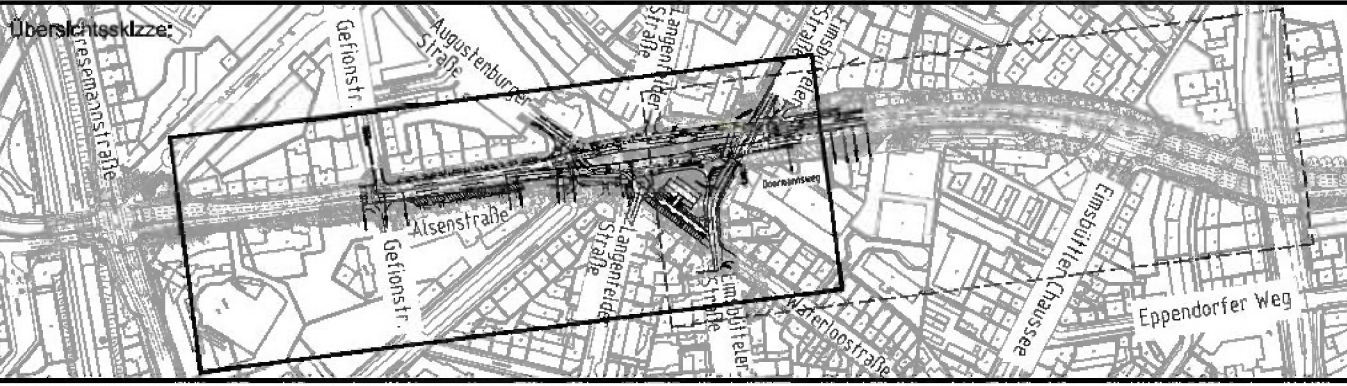 Übersichtsskizze:
Gefionstr.
Augustenburger
Straße
Langenfelder
Straße
Eimsbütteler
Straße
Alsenstraße
Gefionstr.
Langenfelder
Straße
Doormannsweg
Eimsbütteler
Straße
Waterloostraße
Eimsbüttler Chaussee
Eppendorfer Weg